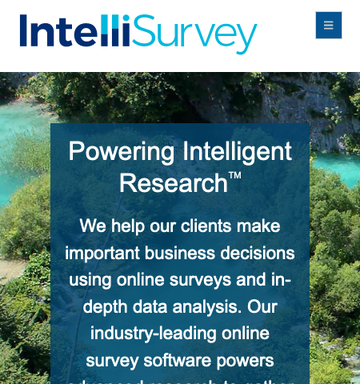 IntelliSurvey
Powering Intelligent
Research™
We help our clients make
important business decisions
using online surveys and in-
depth data analysis. Our
industry-leading online
survey software powers